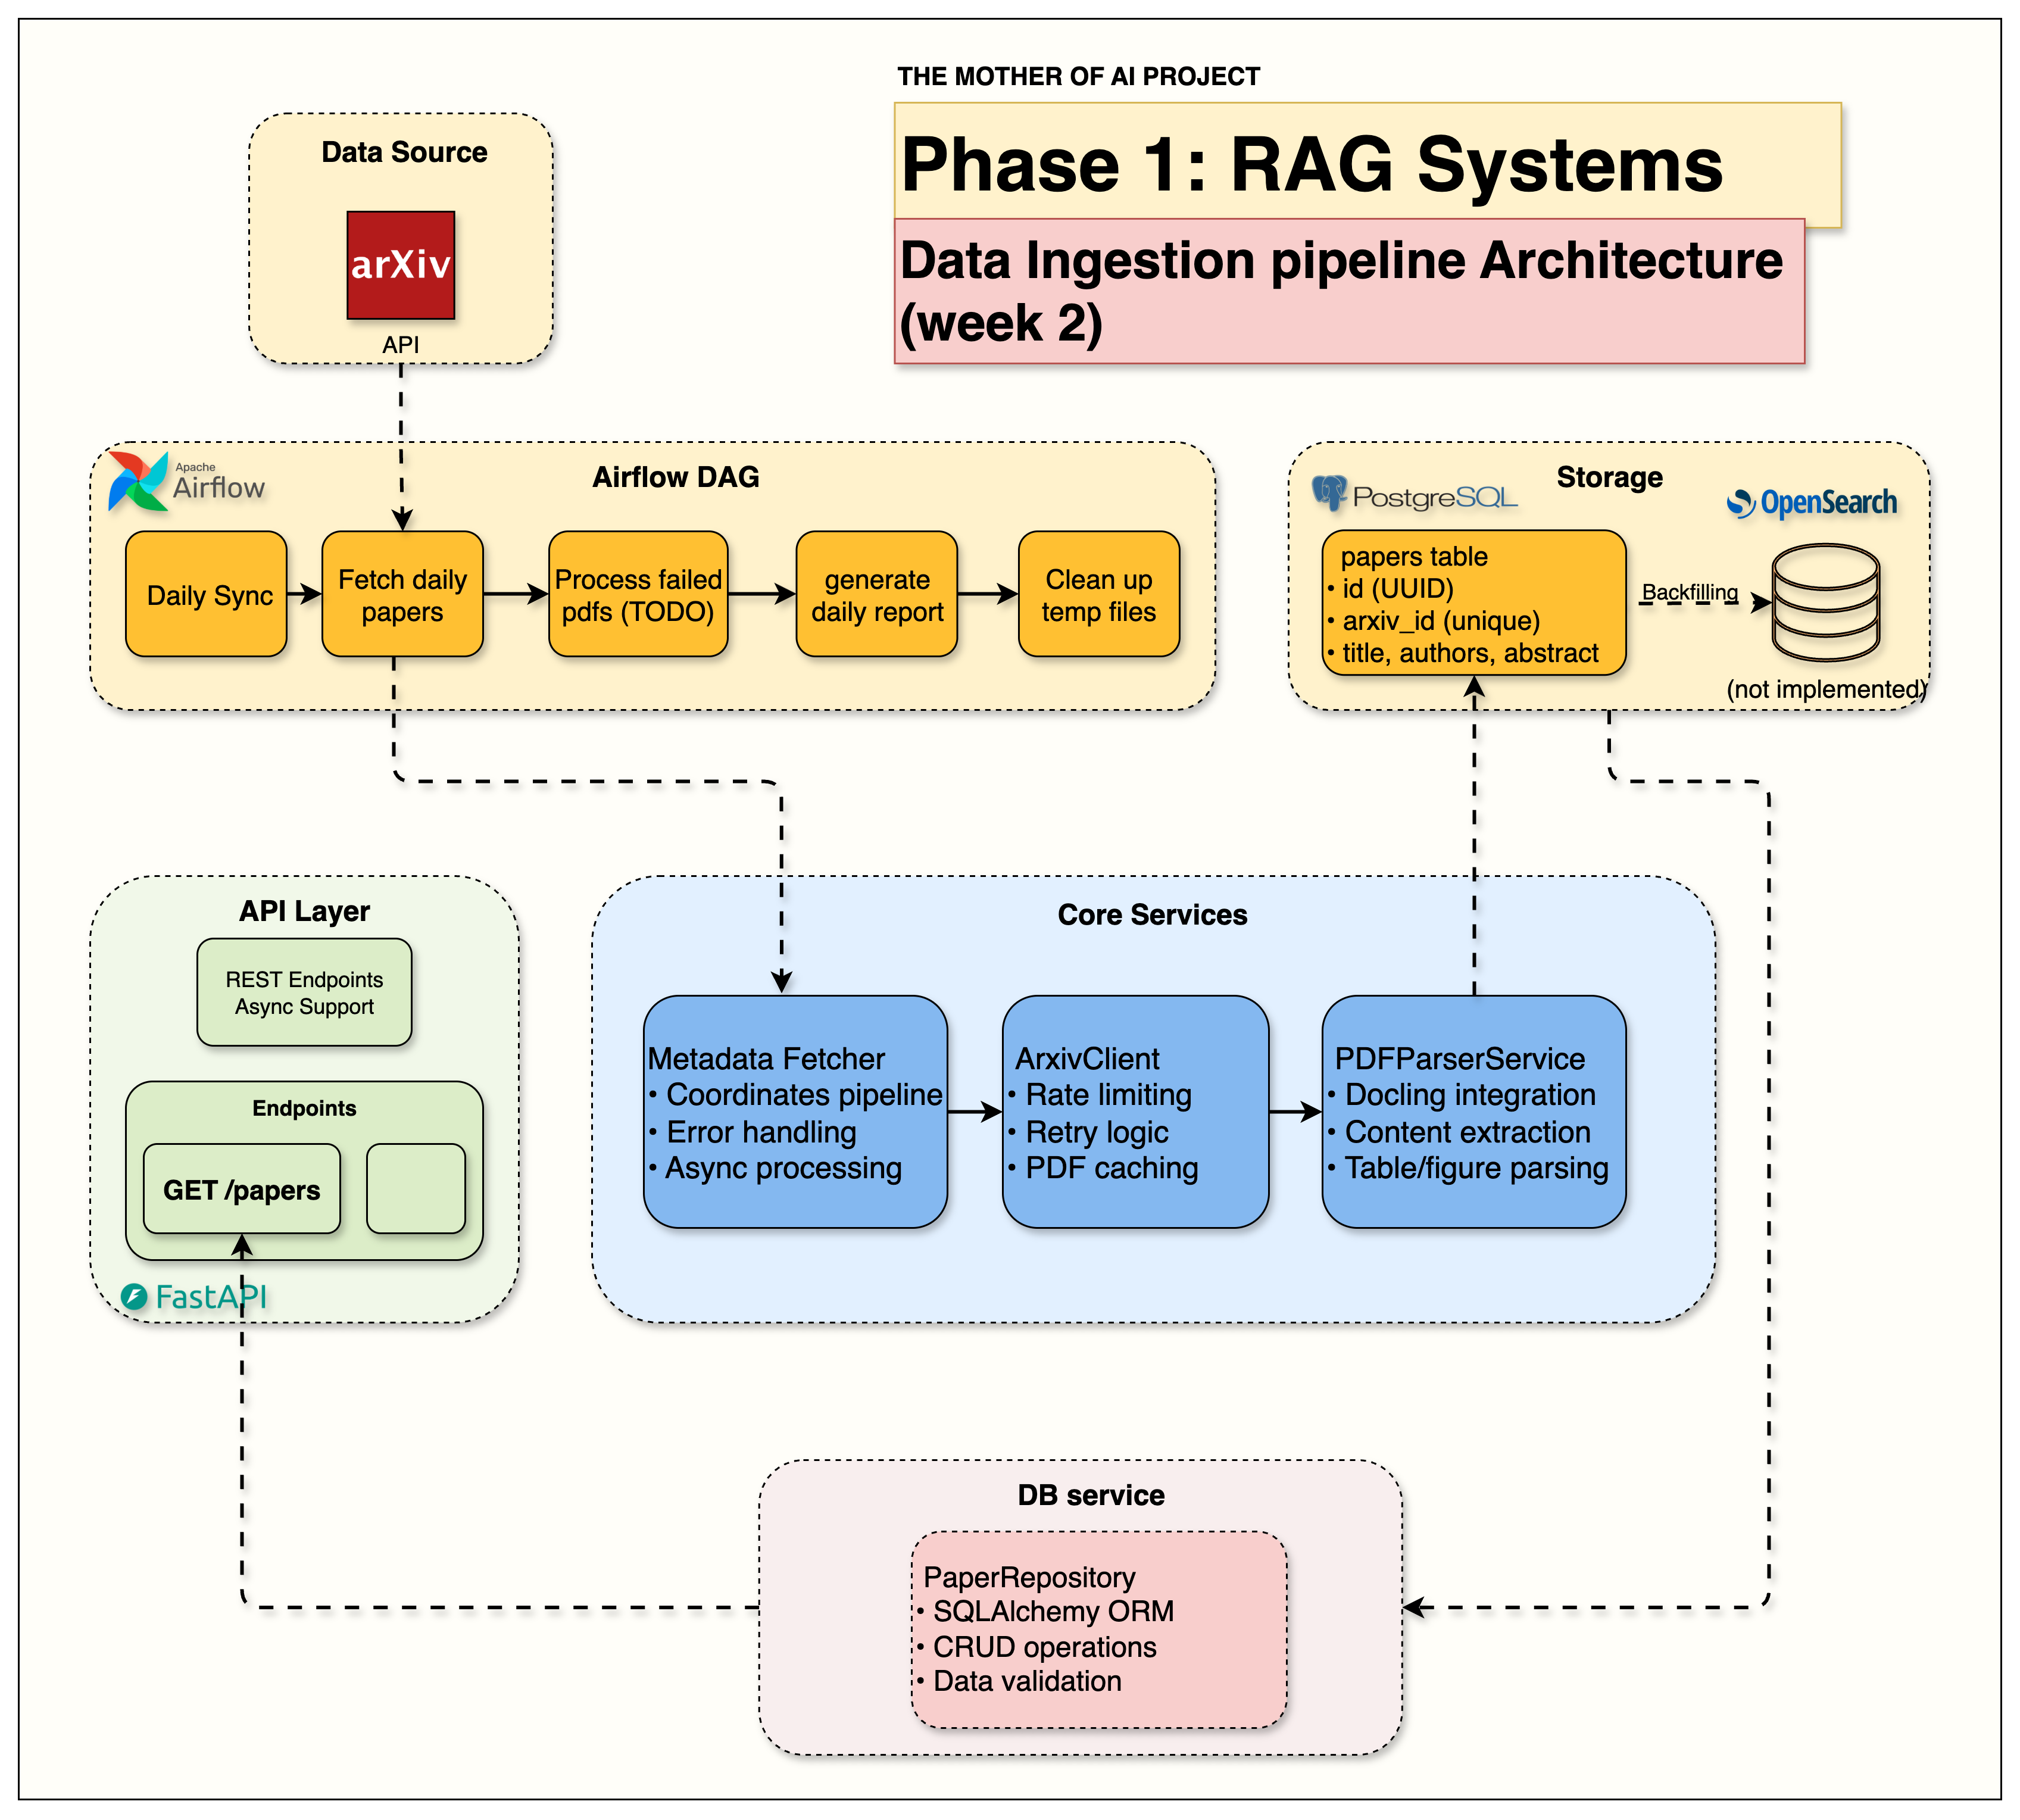 THE MOTHER OF AI PROJECT
Phase 1: RAG Systems
Data Ingestion pipeline Architecture
(week 2)
Data Source
arXiv
API
Apache
Airflow
Airflow DAG
Daily Sync
Fetch daily
papers
Process failed
pdfs (TODO)
generate
daily report
Clean up
temp files
Storage
PostgreSQL
OpenSearch
papers table
• id (UUID)
• arxiv_id (unique)
• title, authors, abstract
Backfilling
(not implemented)
API Layer
REST Endpoints
Async Support
Endpoints
GET /papers
FastAPI
Core Services
Metadata Fetcher
• Coordinates pipeline
• Error handling
• Async processing
ArxivClient
• Rate limiting
• Retry logic
• PDF caching
PDFParserService
• Docling integration
• Content extraction
• Table/figure parsing
DB service
PaperRepository
• SQLAlchemy ORM
• CRUD operations
• Data validation